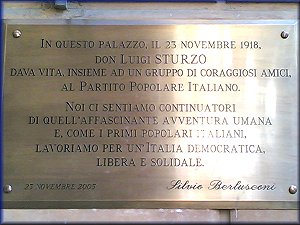 IN QUESTO PALAZZO, IL 23 NOVEMBRE 1918,
DON LUIGI STURZO
DAVA VITA, INSIEME AD UN GRUPPO DI CORAGGIOSI AMICI,
AL PARTITO POPOLARE ITALIANO.
NOI CI SENTIAMO CONTINUATORI
DI QUELL'AFFASCINANTE AVVENTURA UMANA
E, COME I PRIMI POPOLARI ITALIANI,
LAVORIAMO PER UN'ITALIA DEMOCRATICA,
LIBERA E SOLIDALE.
23 NOVEMBRE 2003 Silvio Berlusconi